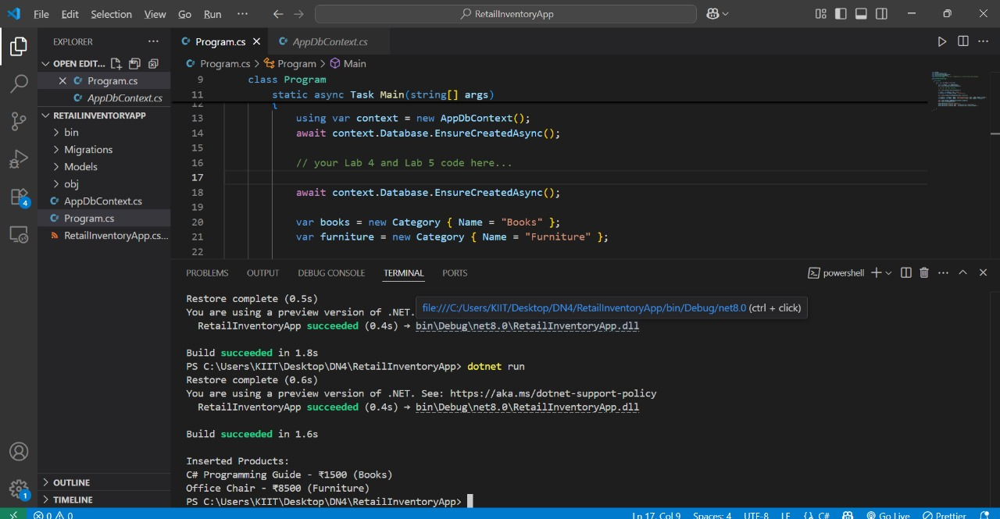 File Edit Selection View Go Run ··· RetailInventoryApp
EXPLORER ···
OPEN EDIT...
Program.cs
AppDbContext.cs
RETAILINVENTORYAPP
bin
Migrations
Models
obj
AppDbContext.cs
Program.cs
RetailInventoryApp.cs...
4
OUTLINE
TIMELINE
1
Program.cs AppDbContext.cs
Program.cs > Program > Main
9 class Program
11 static async Task Main(string[] args)
12 {
13 using var context = new AppDbContext();
14 await context.Database.EnsureCreatedAsync();
15
16 // your Lab 4 and Lab 5 code here...
17
18 await context.Database.EnsureCreatedAsync();
19
20 var books = new Category { Name = "Books" };
21 var furniture = new Category { Name = "Furniture" };
22
PROBLEMS OUTPUT DEBUG CONSOLE TERMINAL PORTS powershell
Restore complete (0.5s)
You are using a preview version of .NET.
file:///C:/Users/KIIT/Desktop/DN4/RetailInventoryApp/bin/Debug/net8.0 (ctrl + click)
RetailInventoryApp succeeded (0.4s) → bin\Debug\net8.0\RetailInventoryApp.dll
Build succeeded in 1.8s
PS C:\Users\KIIT\Desktop\DN4\RetailInventoryApp> dotnet run
Restore complete (0.6s)
You are using a preview version of .NET. See: https://aka.ms/dotnet-support-policy
RetailInventoryApp succeeded (0.4s) → bin\Debug\net8.0\RetailInventoryApp.dll
Build succeeded in 1.6s
Inserted Products:
C# Programming Guide - ₹1500 (Books)
Office Chair - ₹8500 (Furniture)
PS C:\Users\KIIT\Desktop\DN4\RetailInventoryApp>
0 0 Ln 17, Col 9 Spaces: 4 UTF-8 LF {} C# Go Live Prettier